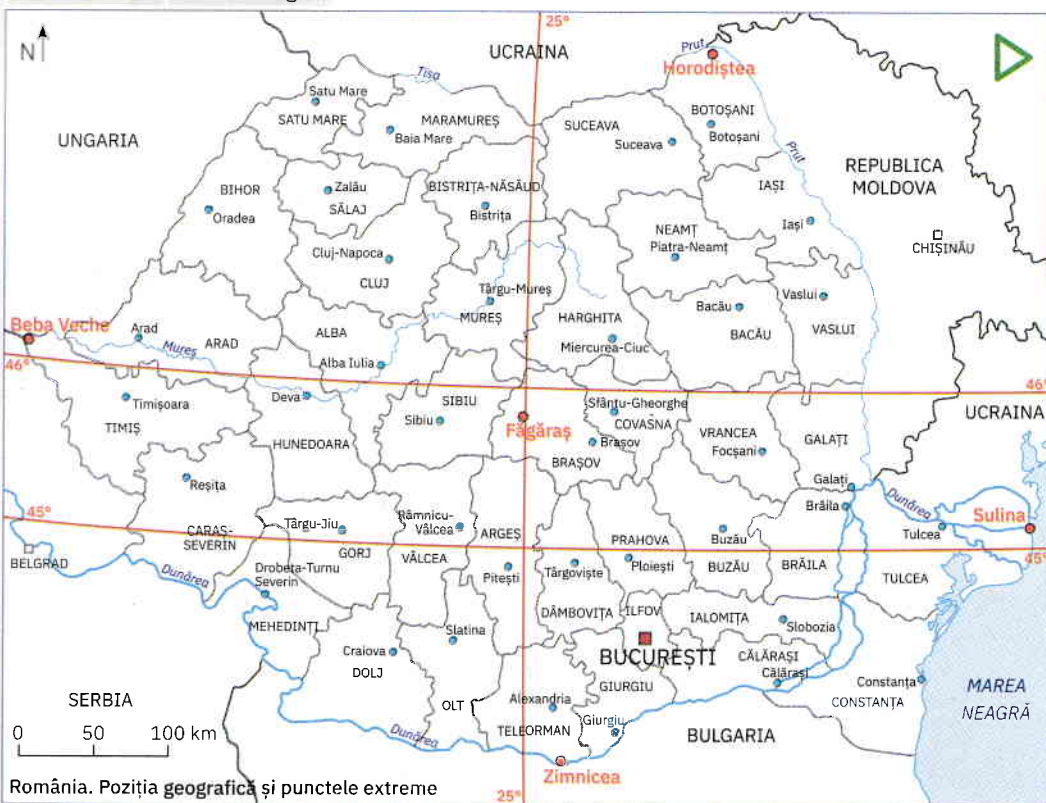 25°
N
UCRAINA
Prut
Horodiștea
Tisa
Satu Mare
SATU MARE
MARAMUREȘ
Baia Mare
SUCEAVA
Suceava
BOTOȘANI
Botoșani
UNGARIA
Prut
REPUBLICA
MOLDOVA
BIHOR
Oradea
Zalău
SĂLAJ
BISTRIȚA-NĂSĂUD
Bistrița
IAȘI
Iași
NEAMȚ
Piatra-Neamț
CHIȘINĂU
Cluj-Napoca
CLUJ
Târgu-Mureș
MUREȘ
HARGHITA
Miercurea-Ciuc
Bacău
BACĂU
Vaslui
VASLUI
Beba Veche
Arad
ARAD
Mureș
ALBA
Alba Iulia
46°
46°
Timișoara
TIMIȘ
Deva
HUNEDOARA
SIBIU
Sibiu
Făgăraș
Sfântu-Gheorghe
COVASNA
Brașov
BRAȘOV
VRANCEA
Focșani
GALAȚI
Galați
UCRAINA
Reșița
CARAȘ-
SEVERIN
45°
Târgu-Jiu
GORJ
Râmnicu-
Vâlcea
VÂLCEA
ARGEȘ
Pitești
PRAHOVA
Ploiești
Târgoviște
DÂMBOVIȚA
Buzău
BUZĂU
Brăila
BRĂILA
Dunărea
Tulcea
TULCEA
Sulina
45°
BELGRAD
Dunărea
Drobeta-Turnu
Severin
MEHEDINȚI
ILFOV
IALOMIȚA
Slobozia
Slatina
Craiova
DOLJ
BUCUREȘTI
CĂLĂRAȘI
Călărași
GIURGIU
Constanța
CONSTANȚA
MAREA
NEAGRĂ
SERBIA
OLT
Alexandria
TELEORMAN
Giurgiu
BULGARIA
0 50 100 km
Dunărea
Zimnicea
România. Poziția geografică și punctele extreme
25°